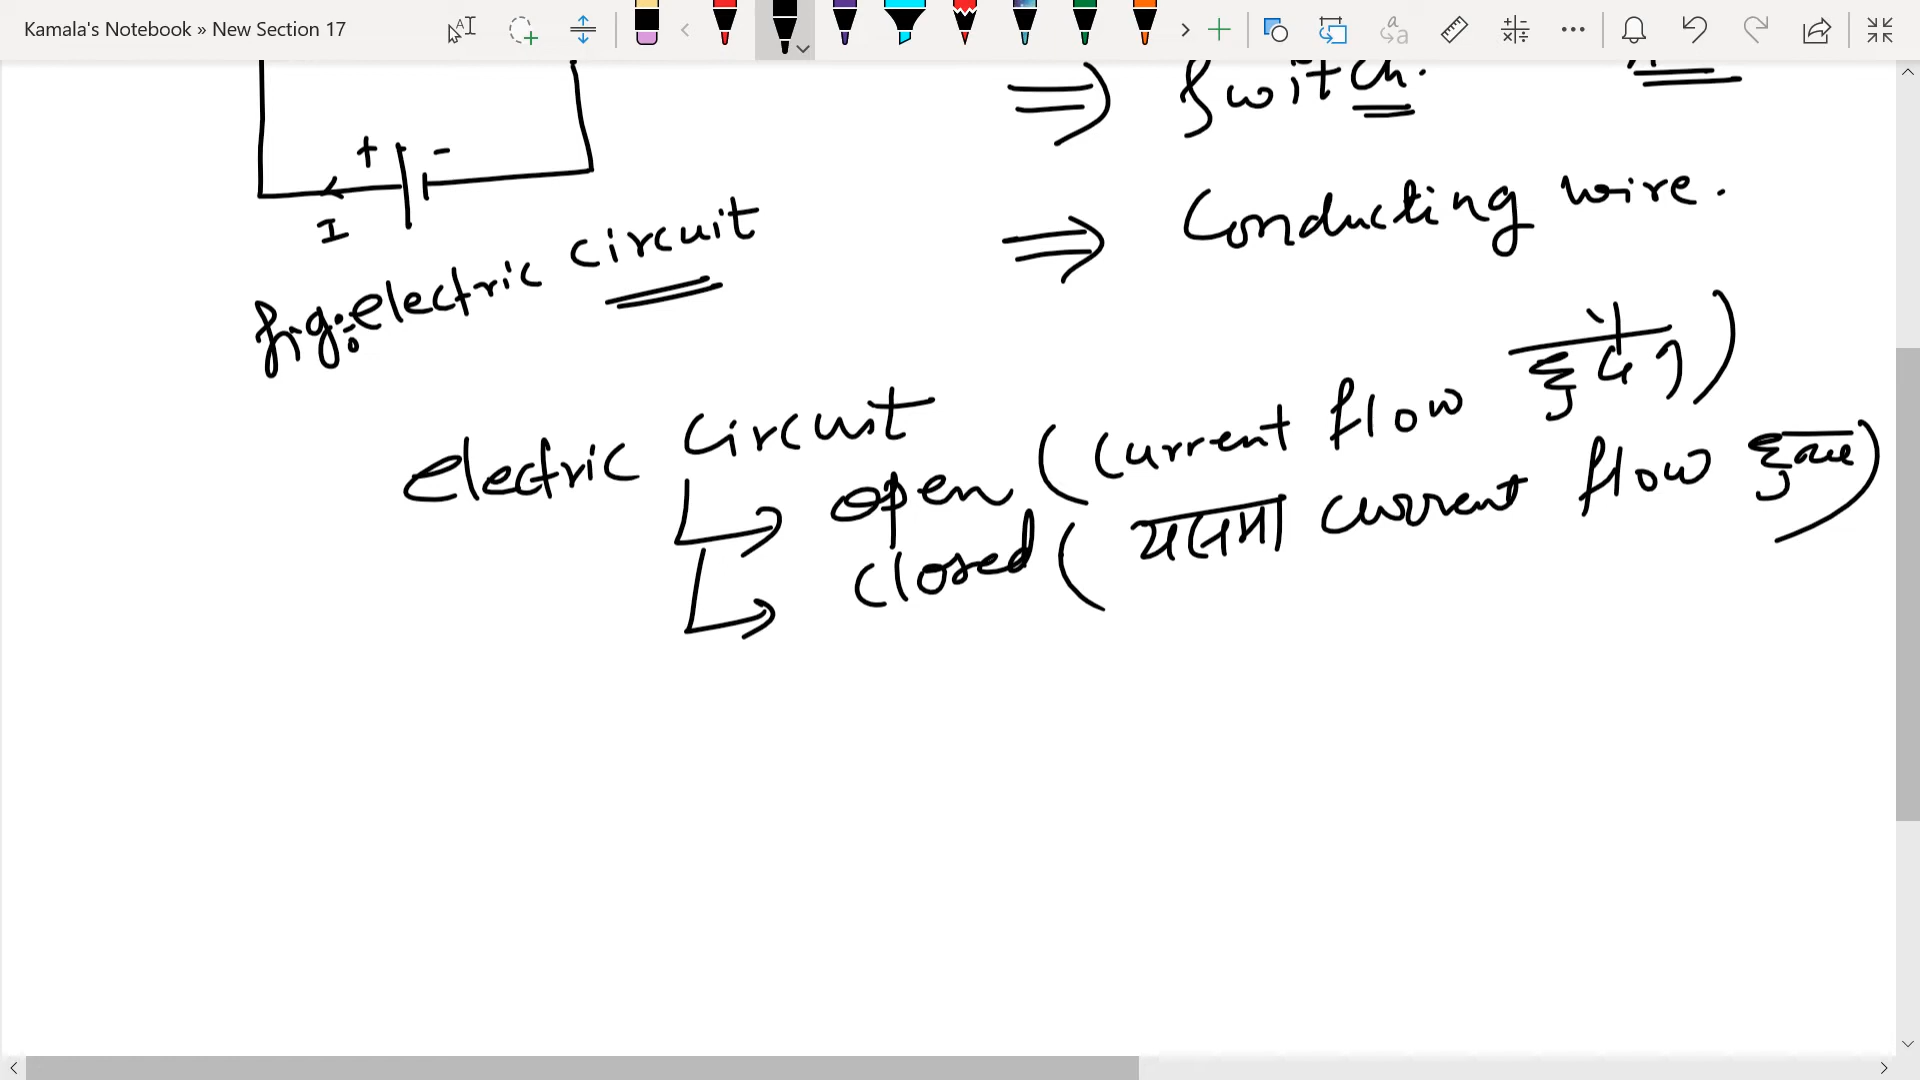 Kamala's Notebook » New Section 17
⇒ Switch.
+ -
I
⇒ Conducting wire.
fig: electric circuit
electric circuit
↳ open (current flow हुँदैन)
↳ closed (यसमा current flow हुन्छ)